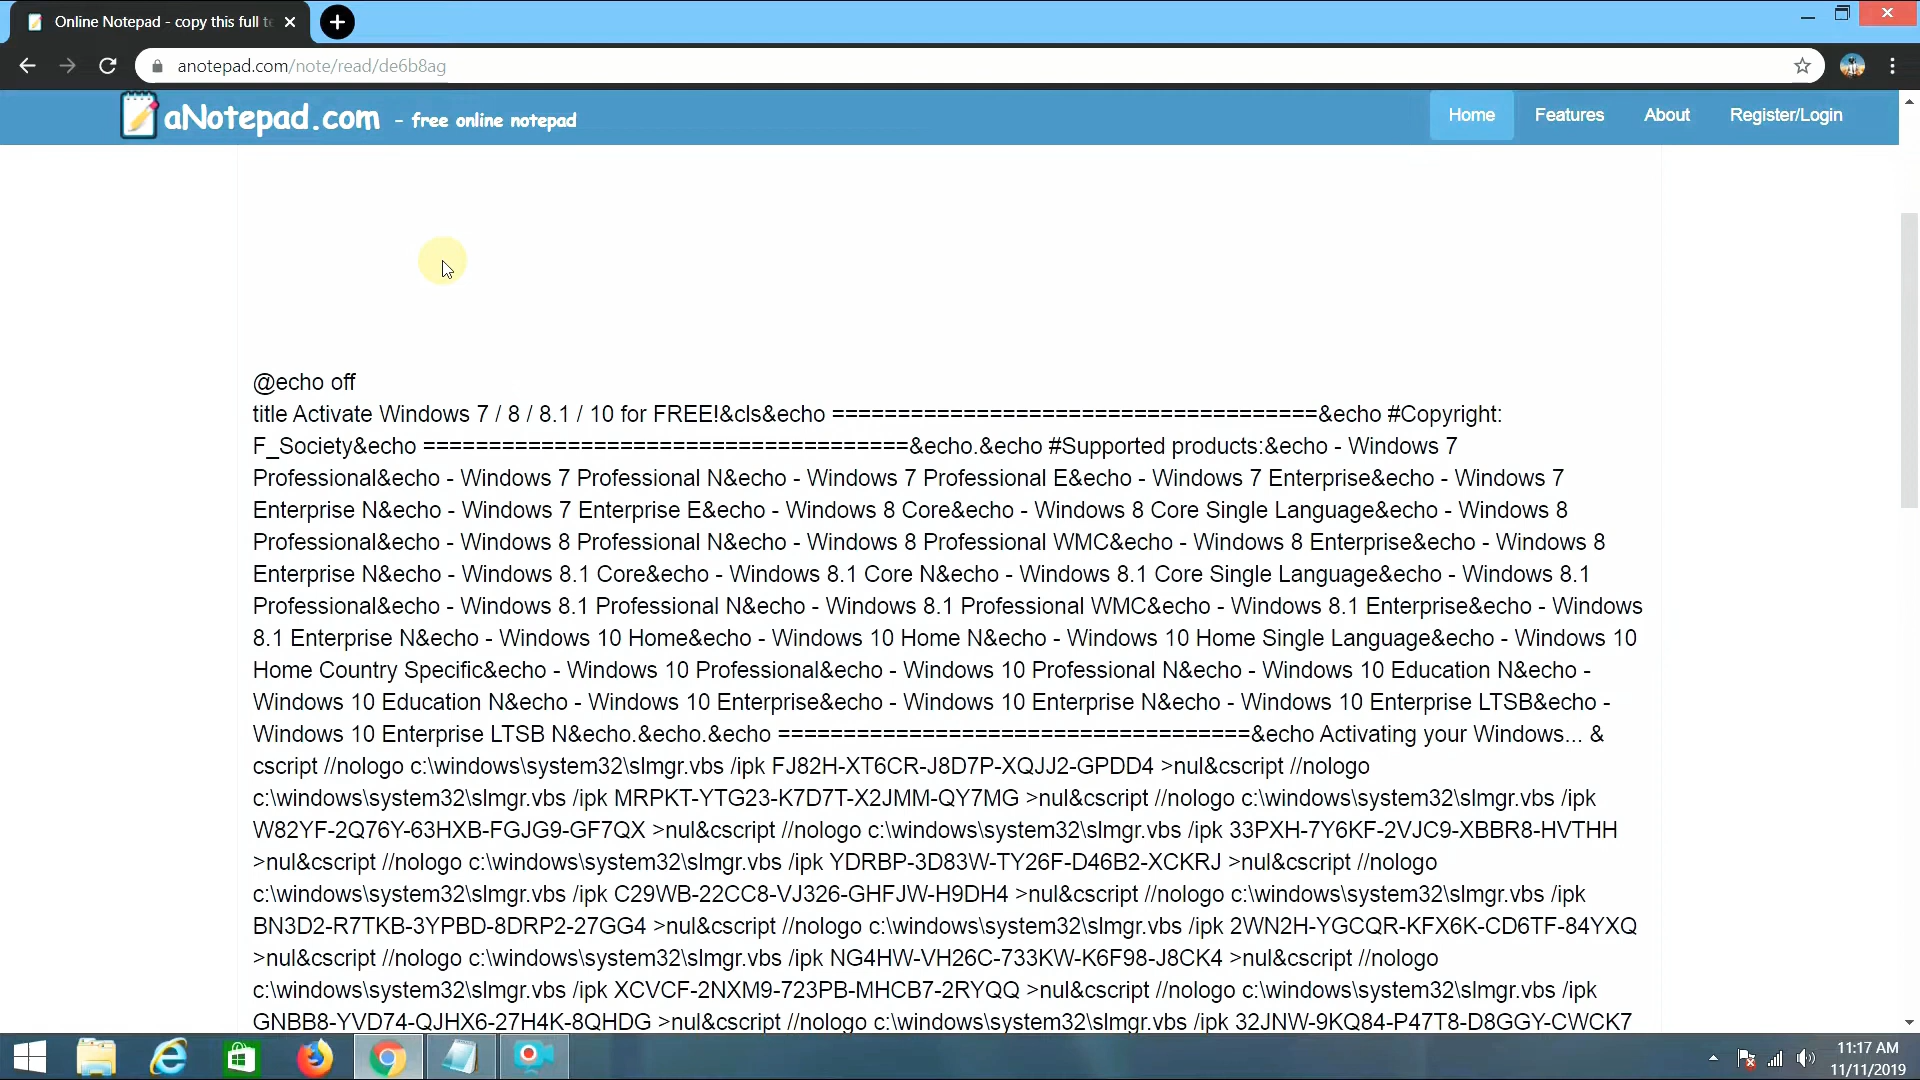 Online Notepad - copy this full te
anotepad.com/note/read/de6b8ag
aNotepad.com - free online notepad
Home Features About Register/Login
@echo off
title Activate Windows 7 / 8 / 8.1 / 10 for FREE!&cls&echo =====================================&echo #Copyright:
F_Society&echo =====================================&echo.&echo #Supported products:&echo - Windows 7
Professional&echo - Windows 7 Professional N&echo - Windows 7 Professional E&echo - Windows 7 Enterprise&echo - Windows 7
Enterprise N&echo - Windows 7 Enterprise E&echo - Windows 8 Core&echo - Windows 8 Core Single Language&echo - Windows 8
Professional&echo - Windows 8 Professional N&echo - Windows 8 Professional WMC&echo - Windows 8 Enterprise&echo - Windows 8
Enterprise N&echo - Windows 8.1 Core&echo - Windows 8.1 Core N&echo - Windows 8.1 Core Single Language&echo - Windows 8.1
Professional&echo - Windows 8.1 Professional N&echo - Windows 8.1 Professional WMC&echo - Windows 8.1 Enterprise&echo - Windows
8.1 Enterprise N&echo - Windows 10 Home&echo - Windows 10 Home N&echo - Windows 10 Home Single Language&echo - Windows 10
Home Country Specific&echo - Windows 10 Professional&echo - Windows 10 Professional N&echo - Windows 10 Education N&echo -
Windows 10 Education N&echo - Windows 10 Enterprise&echo - Windows 10 Enterprise N&echo - Windows 10 Enterprise LTSB&echo -
Windows 10 Enterprise LTSB N&echo.&echo.&echo ====================================&echo Activating your Windows... &
cscript //nologo c:\windows\system32\slmgr.vbs /ipk FJ82H-XT6CR-J8D7P-XQJJ2-GPDD4 >nul&cscript //nologo
c:\windows\system32\slmgr.vbs /ipk MRPKT-YTG23-K7D7T-X2JMM-QY7MG >nul&cscript //nologo c:\windows\system32\slmgr.vbs /ipk
W82YF-2Q76Y-63HXB-FGJG9-GF7QX >nul&cscript //nologo c:\windows\system32\slmgr.vbs /ipk 33PXH-7Y6KF-2VJC9-XBBR8-HVTHH
>nul&cscript //nologo c:\windows\system32\slmgr.vbs /ipk YDRBP-3D83W-TY26F-D46B2-XCKRJ >nul&cscript //nologo
c:\windows\system32\slmgr.vbs /ipk C29WB-22CC8-VJ326-GHFJW-H9DH4 >nul&cscript //nologo c:\windows\system32\slmgr.vbs /ipk
BN3D2-R7TKB-3YPBD-8DRP2-27GG4 >nul&cscript //nologo c:\windows\system32\slmgr.vbs /ipk 2WN2H-YGCQR-KFX6K-CD6TF-84YXQ
>nul&cscript //nologo c:\windows\system32\slmgr.vbs /ipk NG4HW-VH26C-733KW-K6F98-J8CK4 >nul&cscript //nologo
c:\windows\system32\slmgr.vbs /ipk XCVCF-2NXM9-723PB-MHCB7-2RYQQ >nul&cscript //nologo c:\windows\system32\slmgr.vbs /ipk
GNBB8-YVD74-QJHX6-27H4K-8QHDG >nul&cscript //nologo c:\windows\system32\slmgr.vbs /ipk 32JNW-9KQ84-P47T8-D8GGY-CWCK7
11:17 AM
11/11/2019